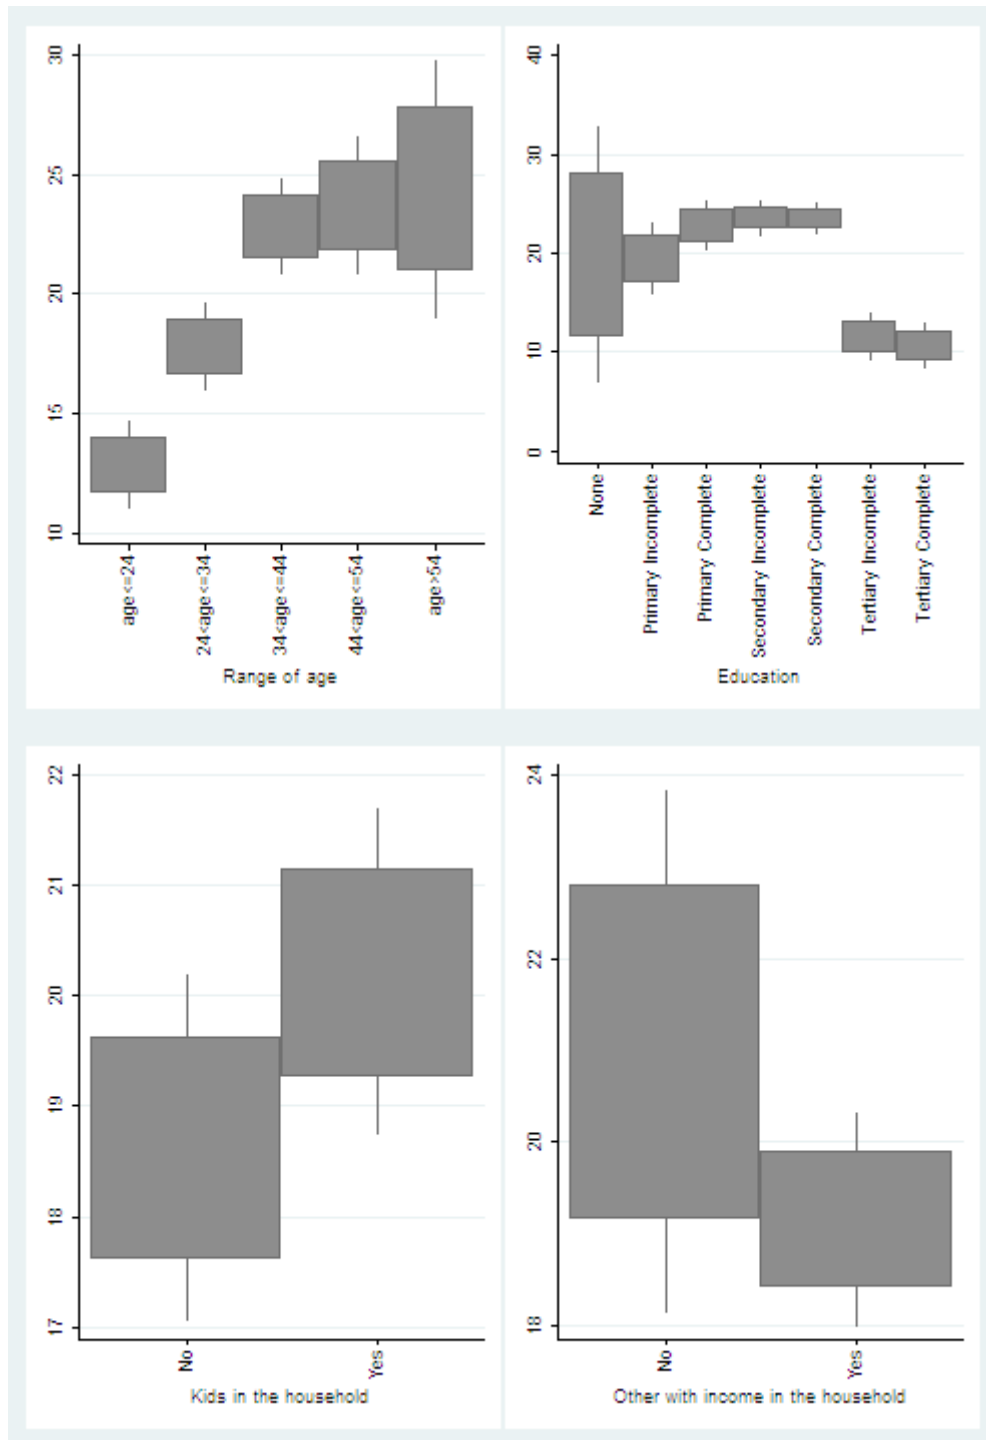 30
25
20
15
10
age<=24
24<age<=34
34<age<=44
44<age<=54
age>54
Range of age
40
30
20
10
0
None
Primary Incomplete
Primary Complete
Secondary Incomplete
Secondary Complete
Tertiary Incomplete
Tertiary Complete
Education
22
21
20
19
18
17
No
Yes
Kids in the household
24
22
20
18
No
Yes
Other with income in the household